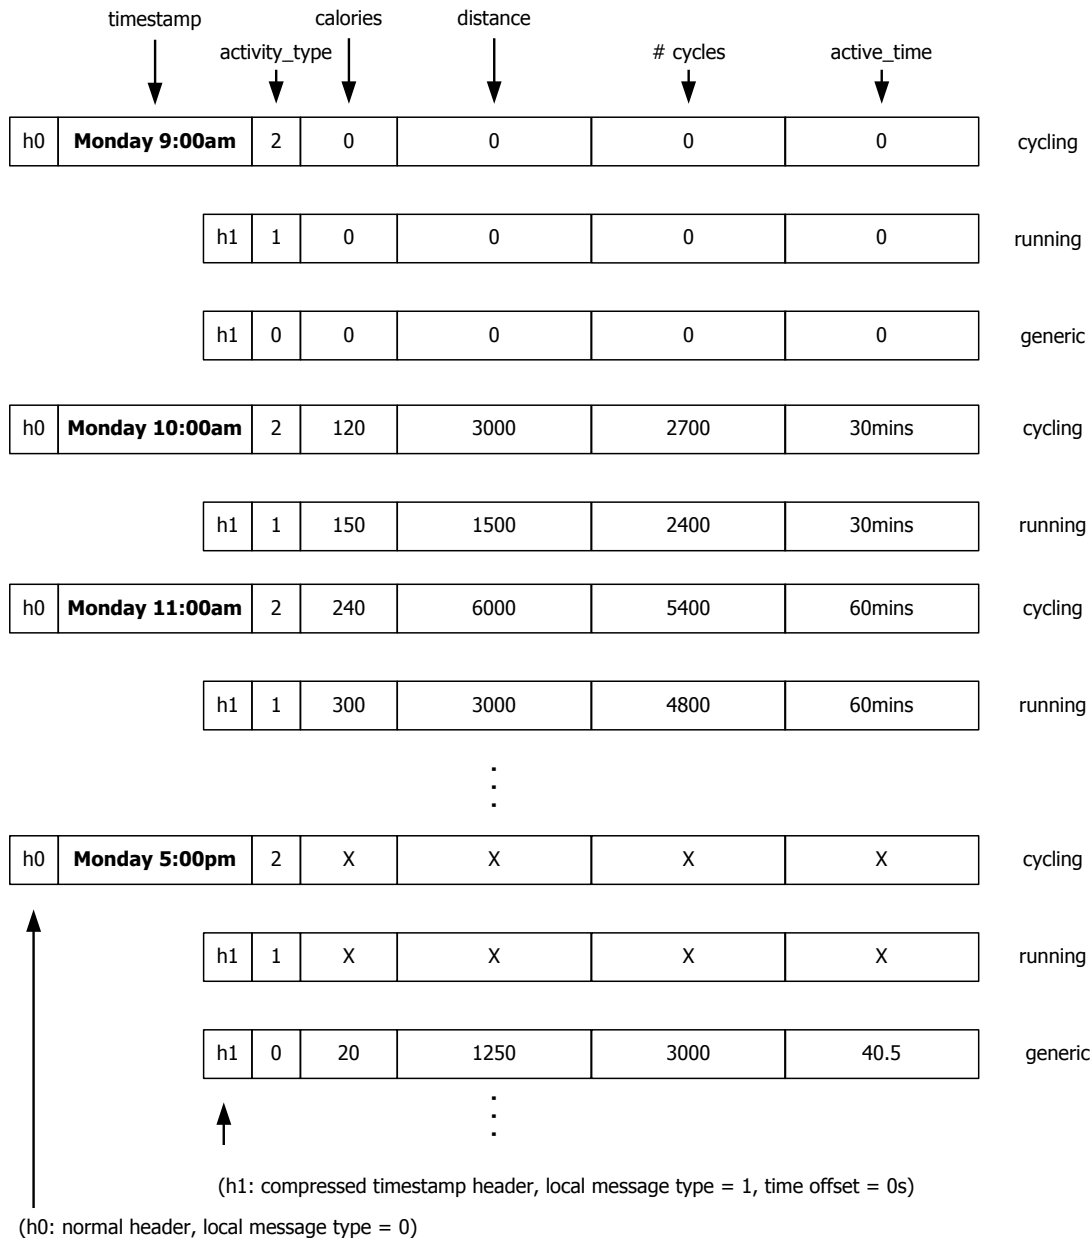 timestamp calories distance
activity_type # cycles active_time
h0 Monday 9:00am 2 0 0 0 0 cycling
h1 1 0 0 0 0 running
h1 0 0 0 0 0 generic
h0 Monday 10:00am 2 120 3000 2700 30mins cycling
h1 1 150 1500 2400 30mins running
h0 Monday 11:00am 2 240 6000 5400 60mins cycling
h1 1 300 3000 4800 60mins running
h0 Monday 5:00pm 2 X X X X cycling
h1 1 X X X X running
h1 0 20 1250 3000 40.5 generic
(h1: compressed timestamp header, local message type = 1, time offset = 0s)
(h0: normal header, local message type = 0)